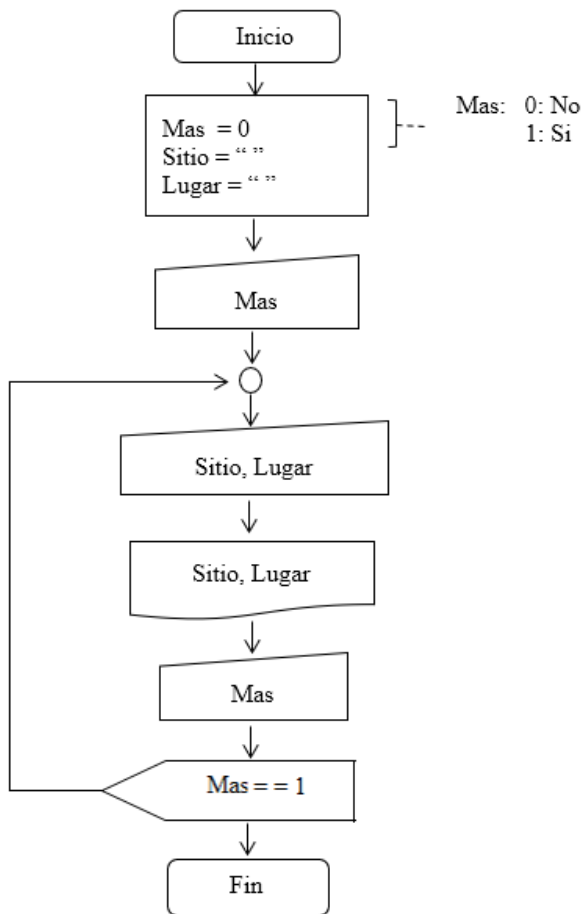 Inicio
Mas = 0
Sitio = “ ”
Lugar = “ ”
Mas: 0: No
1: Si
Mas
Sitio, Lugar
Sitio, Lugar
Mas
Mas = = 1
Fin